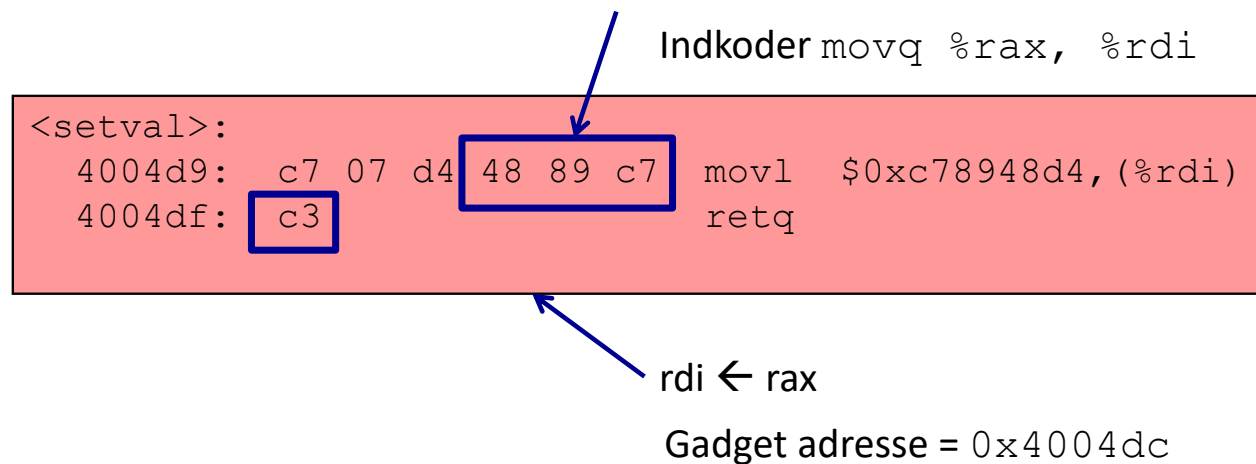 Indkoder movq %rax, %rdi
<setval>:
4004d9: c7 07 d4 48 89 c7 movl $0xc78948d4,(%rdi)
4004df: c3 retq
rdi ← rax
Gadget adresse = 0x4004dc